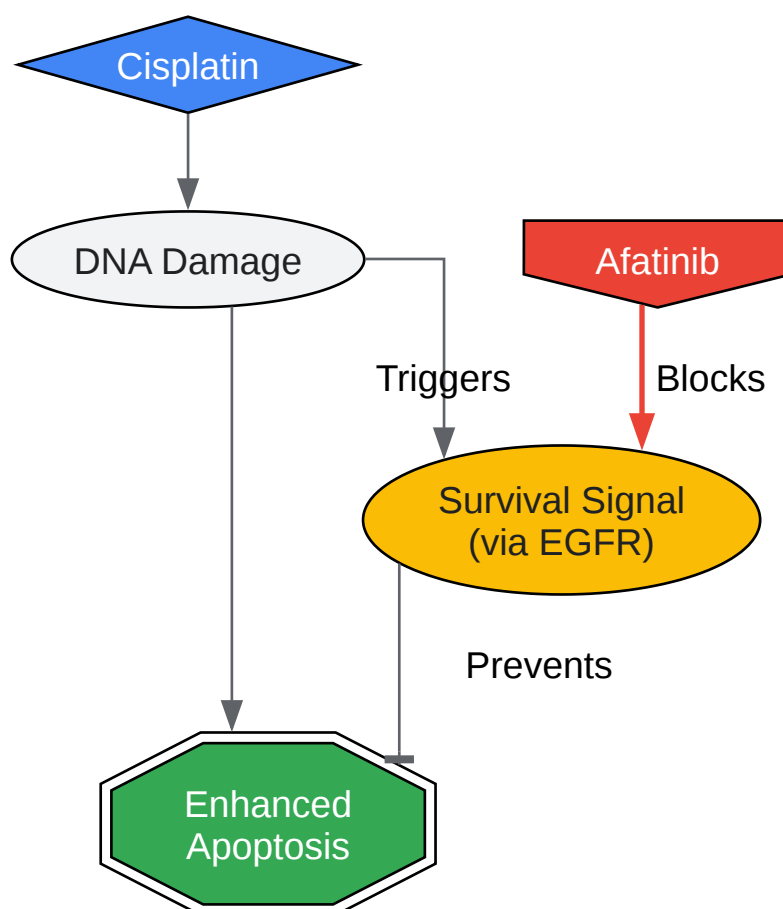 Cisplatin
DNA Damage
Afatinib
Triggers
Blocks
Survival Signal
(via EGFR)
Prevents
Enhanced
Apoptosis